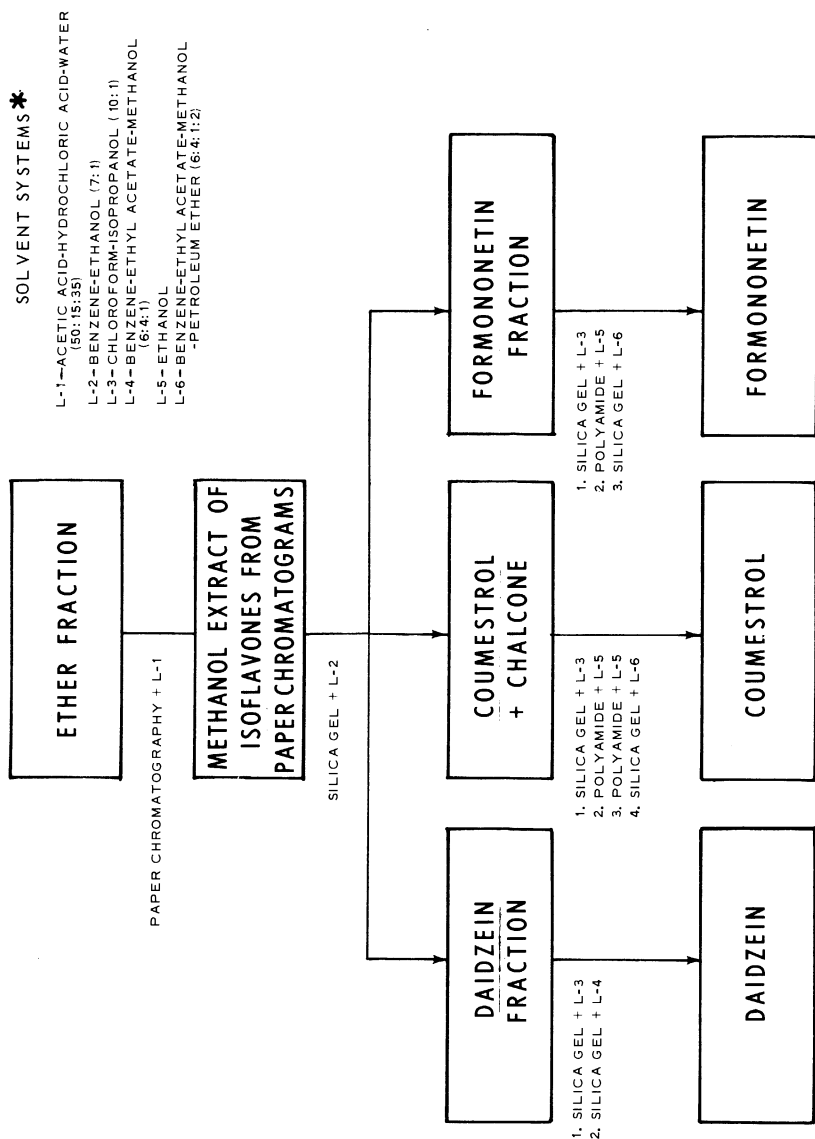 SOLVENT SYSTEMS*
L-1—ACETIC ACID-HYDROCHLORIC ACID-WATER
(50:15:35)
L-2—BENZENE-ETHANOL (7:1)
L-3—CHLOROFORM-ISOPROPANOL (10:1)
L-4—BENZENE-ETHYL ACETATE-METHANOL
(6:4:1)
L-5—ETHANOL
L-6—BENZENE-ETHYL ACETATE-METHANOL
-PETROLEUM ETHER (6:4:1:2)
ETHER FRACTION
PAPER CHROMATOGRAPHY + L-1
METHANOL EXTRACT OF
ISOFLAVONES FROM
PAPER CHROMATOGRAMS
SILICA GEL + L-2
DAIDZEIN
FRACTION
1. SILICA GEL + L-3
2. SILICA GEL + L-4
DAIDZEIN
COUMESTROL
+ CHALCONE
1. SILICA GEL + L-3
2. POLYAMIDE + L-5
3. POLYAMIDE + L-5
4. SILICA GEL + L-6
COUMESTROL
FORMONONETIN
FRACTION
1. SILICA GEL + L-3
2. POLYAMIDE + L-5
3. SILICA GEL + L-6
FORMONONETIN